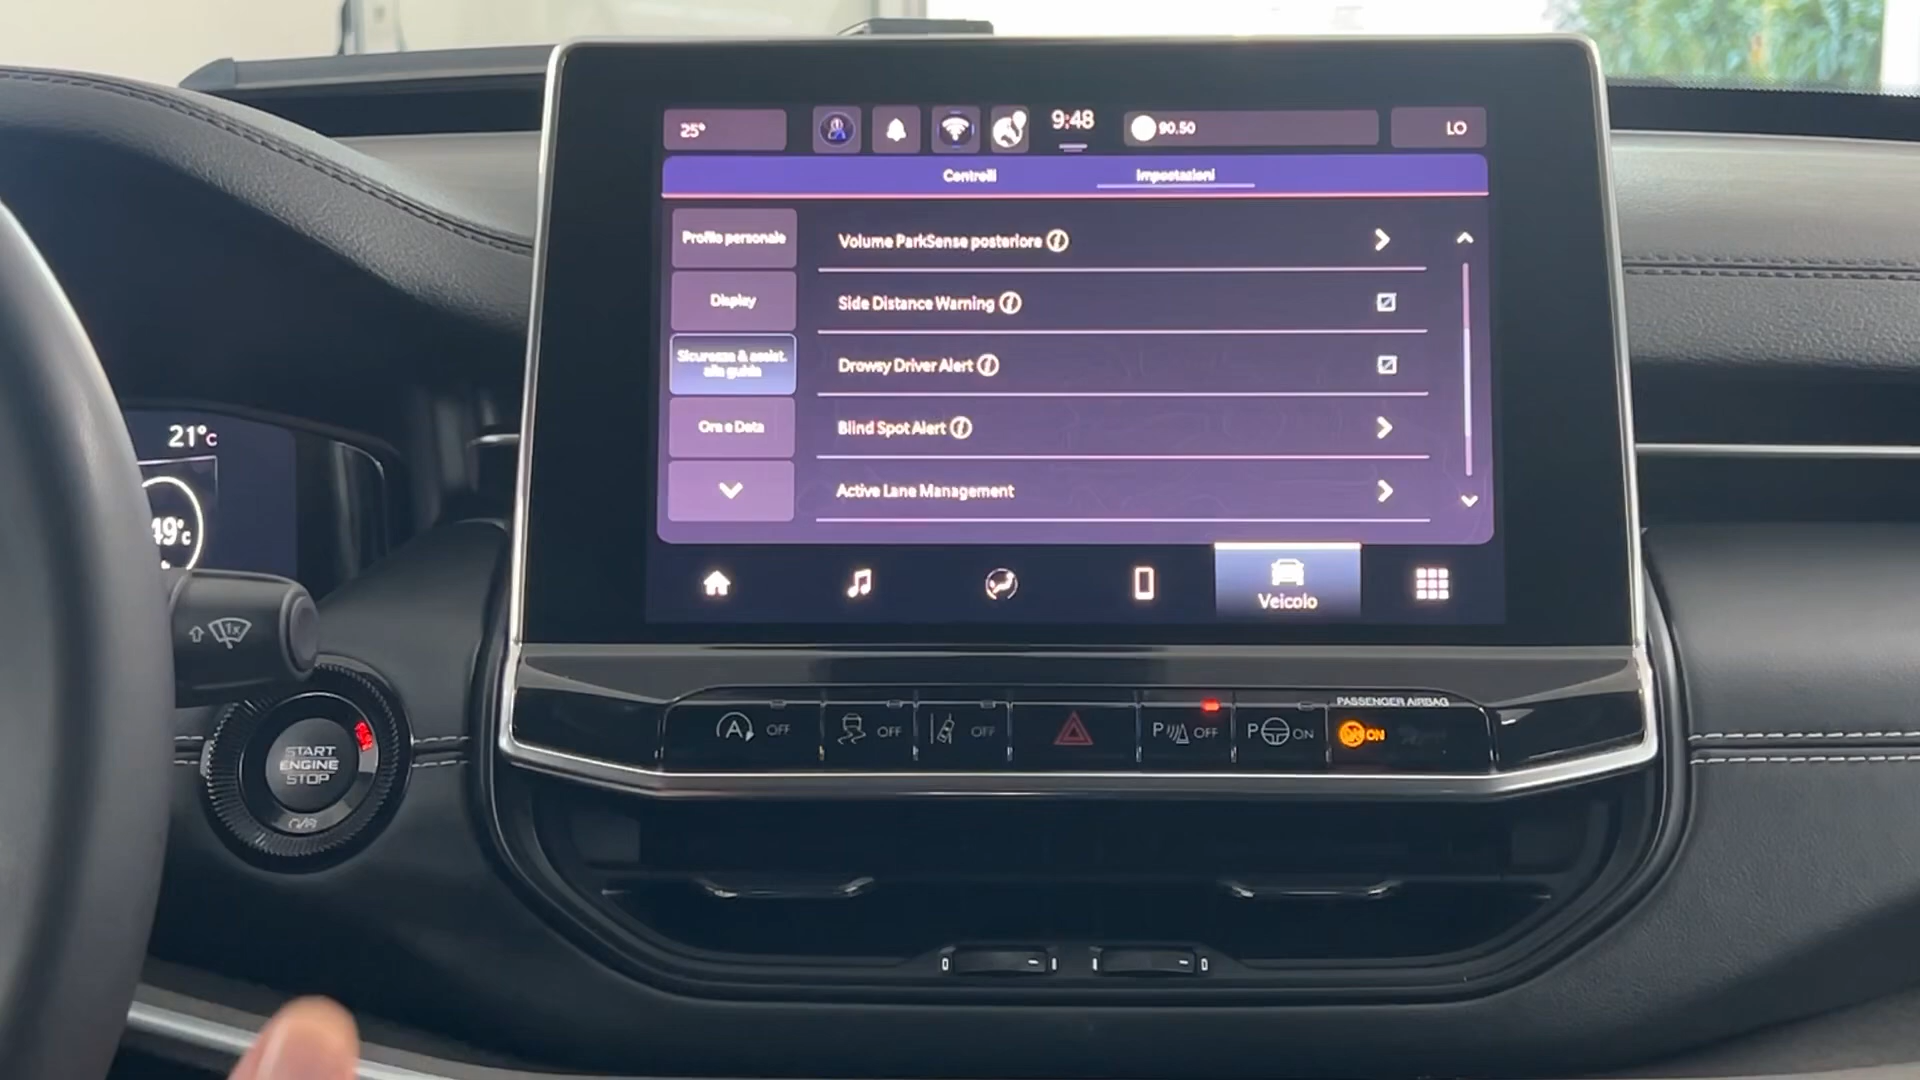 25°
9:48
90.50
LO
Controlli
Impostazioni
Profilo personale
Display
Sicurezza & assist.
alla guida
Ora e Data
Volume ParkSense posteriore
Side Distance Warning
Drowsy Driver Alert
Blind Spot Alert
Active Lane Management
Veicolo
21°c
49°c
1x
START
ENGINE
STOP
A OFF
OFF
OFF
P OFF
P ON
PASSENGER AIRBAG
ON